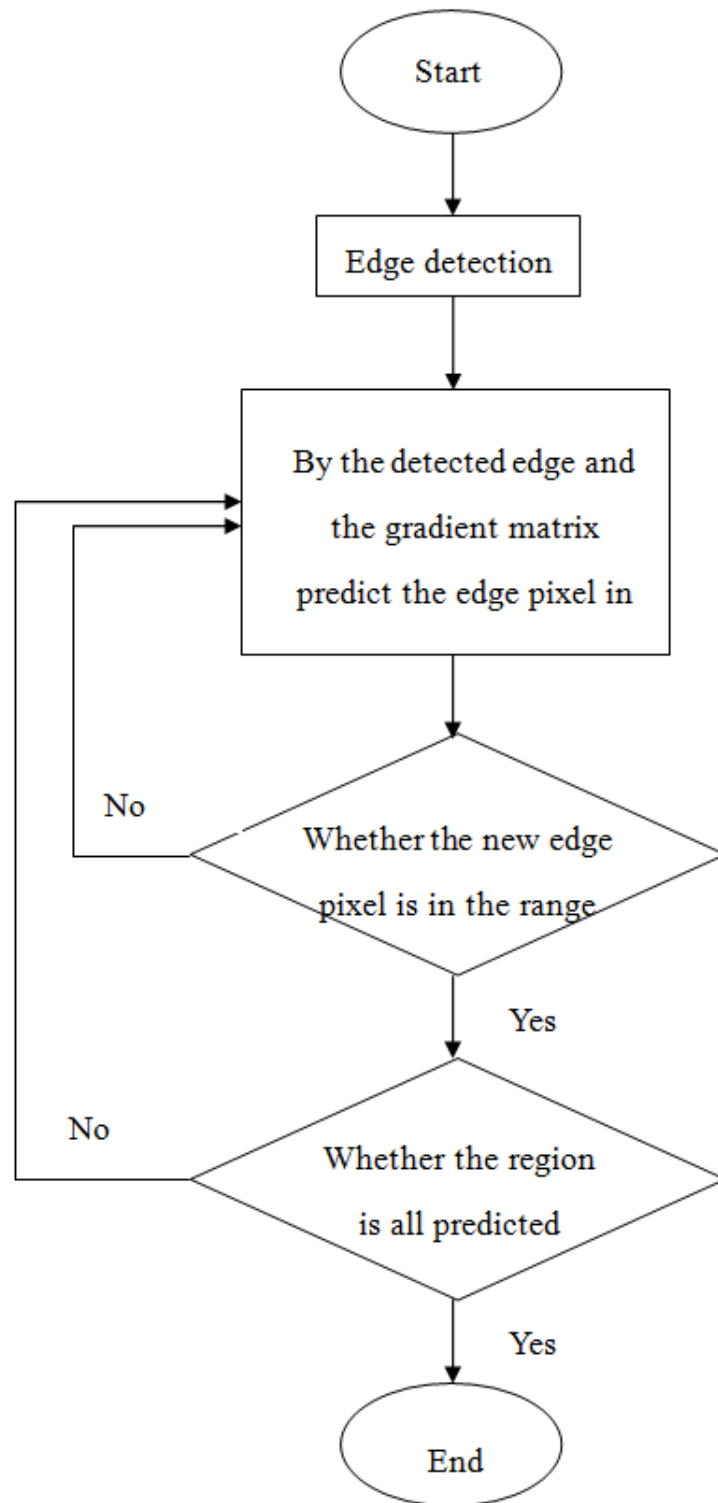 Start
Edge detection
By the detected edge and
the gradient matrix
predict the edge pixel in
No
Whether the new edge
pixel is in the range
Yes
No
Whether the region
is all predicted
Yes
End